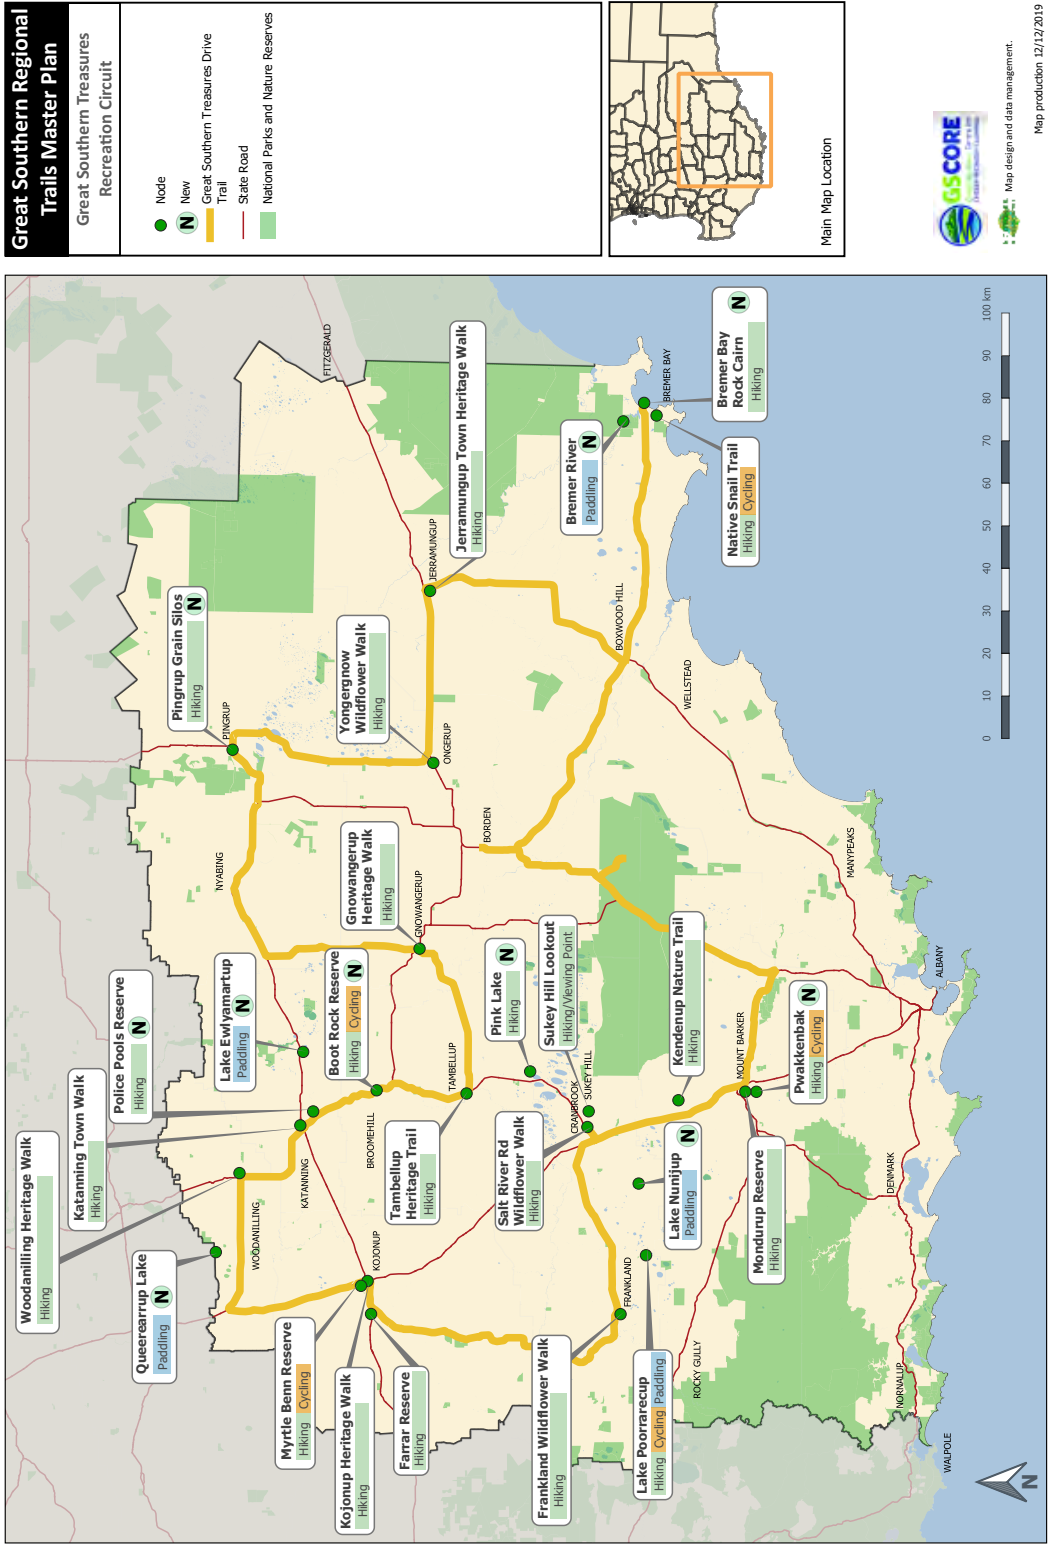 Great Southern Regional
Trails Master Plan
Great Southern Treasures
Recreation Circuit
Node
N New
Great Southern Treasures Drive
Trail
State Road
National Parks and Nature Reserves
Main Map Location
GSCORE
Map design and data management.
Map production 12/12/2019
Woodanilling Heritage Walk
Hiking
Katanning Town Walk
Hiking
Police Pools Reserve
Hiking N
Queerearrup Lake
Paddling N
Lake Ewlyamartup
Paddling N
Pingrup Grain Silos
Hiking N
Boot Rock Reserve
Hiking Cycling N
Gnowangerup
Heritage Walk
Hiking
Yongergnow
Wildflower Walk
Hiking
Jerramungup Town Heritage Walk
Hiking
Myrtle Benn Reserve
Hiking Cycling
Kojonup Heritage Walk
Hiking
Farrar Reserve
Hiking
Tambellup
Heritage Trail
Hiking
Pink Lake
Hiking N
Salt River Rd
Wildflower Walk
Hiking
Sukey Hill Lookout
Hiking/Viewing Point
Bremer River
Paddling N
Bremer Bay
Rock Cairn
Hiking N
Native Snail Trail
Hiking Cycling
Frankland Wildflower Walk
Hiking
Lake Poorrarecup
Hiking Cycling Paddling
Lake Nunijup
Paddling N
Kendenup Nature Trail
Hiking
Mondurup Reserve
Hiking
Pwakkenbak
Hiking Cycling N
FITZGERALD
PINGRUP
NYABING
JERRAMUNGUP
ONGERUP
BORDEN
GNOWANGERUP
BOXWOOD HILL
BREMER BAY
WELLSTEAD
MANYPEAKS
ALBANY
WOODANILLING
KATANNING
BROOMEHILL
KOJONUP
TAMBELLUP
CRANBROOK
SUKEY HILL
FRANKLAND
MOUNT BARKER
ROCKY GULLY
DENMARK
NORNALUP
WALPOLE
0 10 20 30 40 50 60 70 80 90 100 km
N